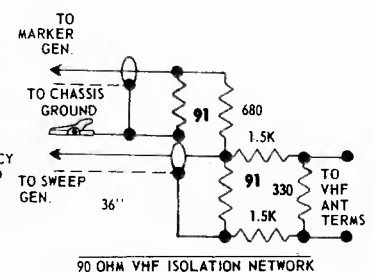 TO
MARKER
GEN.
TO CHASSIS
GROUND
91
680
1.5K
CY
TO SWEEP
GEN.
36"
91
330
TO
VHF
ANT
TERMS
1.5K
90 OHM VHF ISOLATION NETWORK